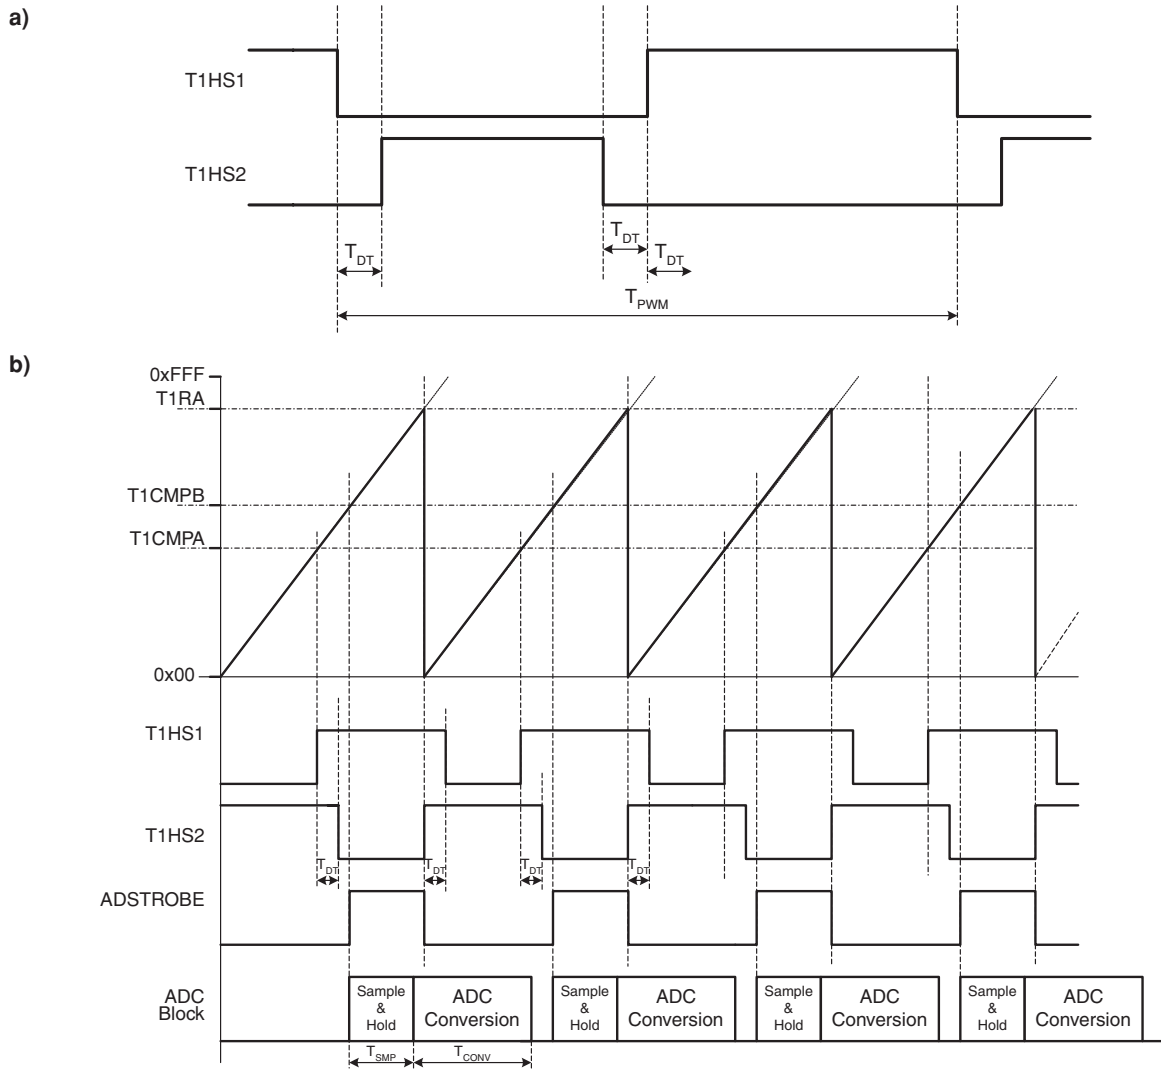 a)
T1HS1
T1HS2
TDT
TDT
TDT
TPWM
b)
0xFFF
T1RA
T1CMPB
T1CMPA
0x00
T1HS1
T1HS2
TDT
TDT
TDT
TDT
ADSTROBE
ADC
Block
Sample
&
Hold
ADC
Conversion
Sample
&
Hold
ADC
Conversion
Sample
&
Hold
ADC
Conversion
Sample
&
Hold
ADC
Conversion
TSMP
TCONV